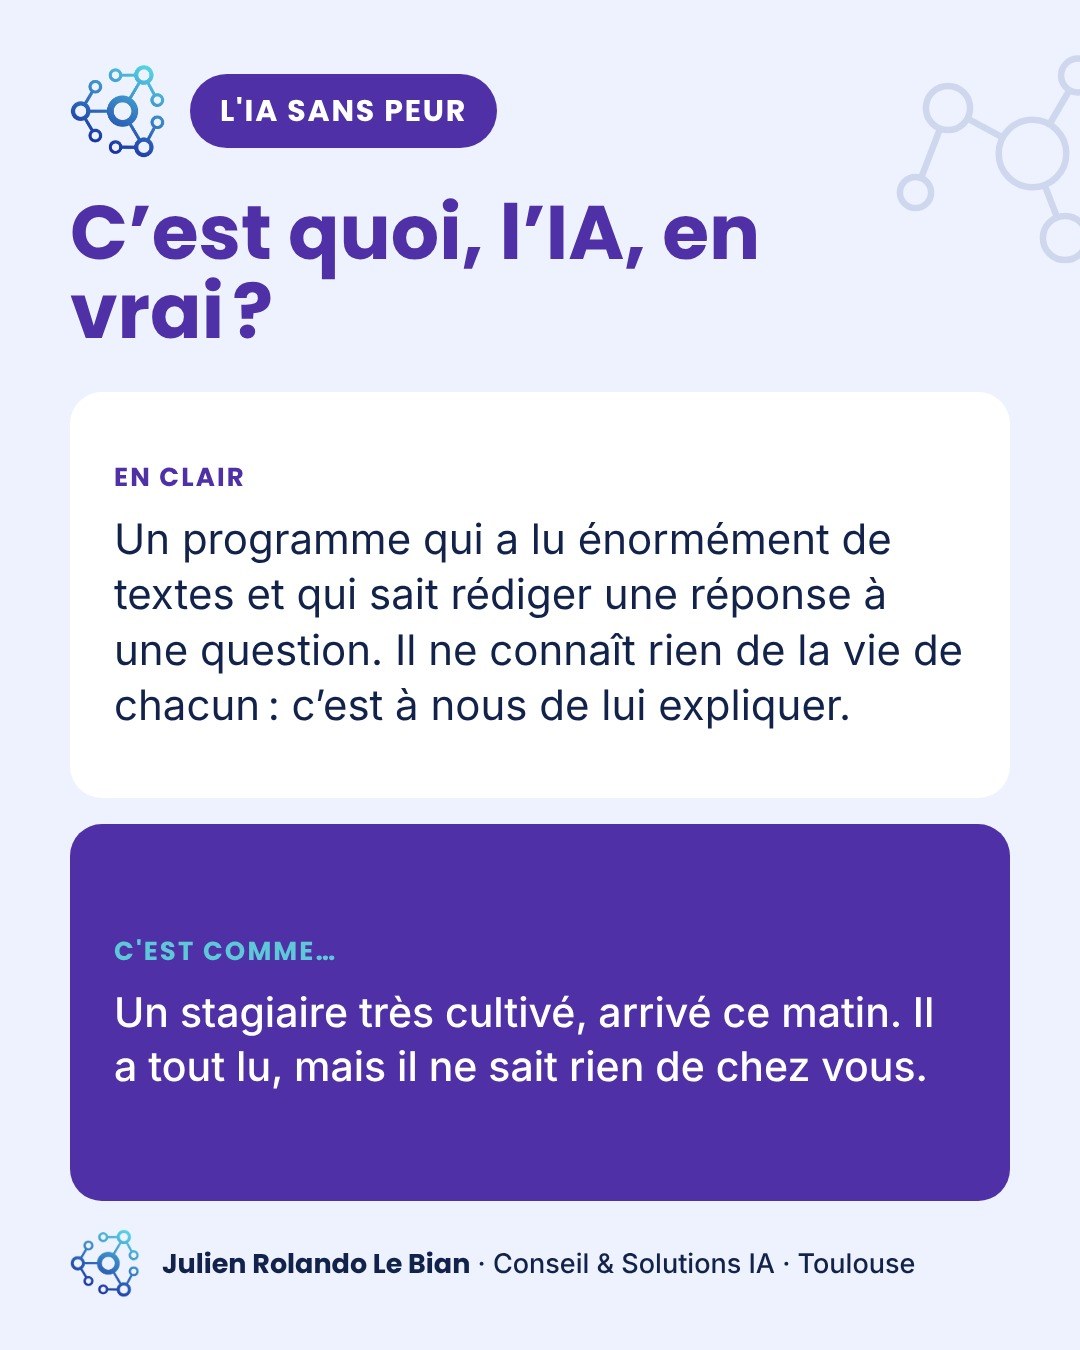 L'IA SANS PEUR
C’est quoi, l’IA, en
vrai ?
EN CLAIR
Un programme qui a lu énormément de
textes et qui sait rédiger une réponse à
une question. Il ne connaît rien de la vie de
chacun : c’est à nous de lui expliquer.
C'EST COMME…
Un stagiaire très cultivé, arrivé ce matin. Il
a tout lu, mais il ne sait rien de chez vous.
Julien Rolando Le Bian · Conseil & Solutions IA · Toulouse